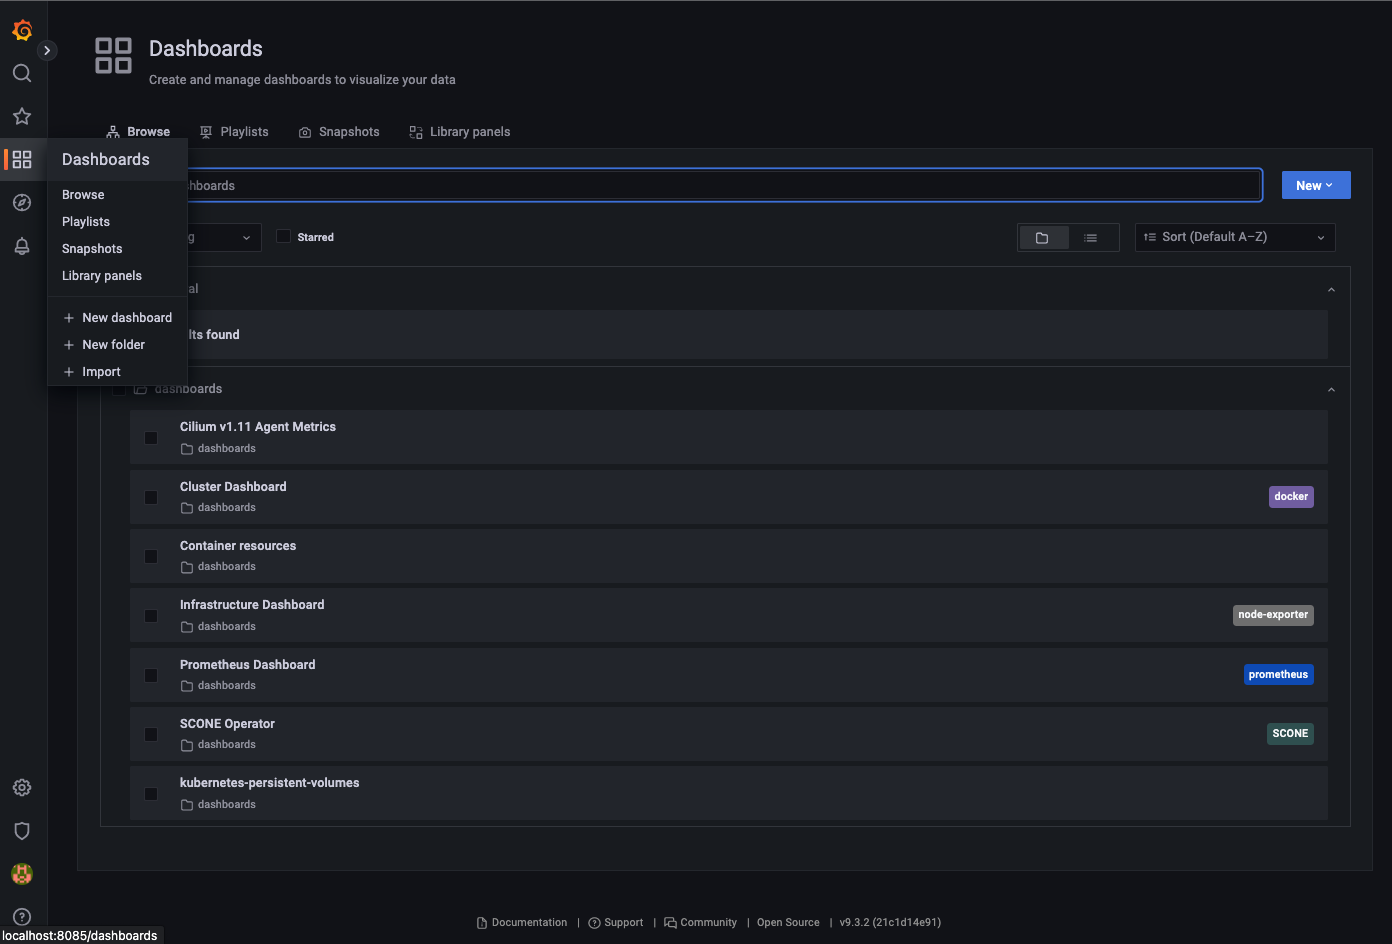 Dashboards
Create and manage dashboards to visualize your data
Browse
Playlists
Snapshots
Library panels
Dashboards
Browse
Playlists
Snapshots
Library panels
New dashboard
New folder
Import
hboards
New
g
Starred
Sort (Default A–Z)
al
lts found
dashboards
Cilium v1.11 Agent Metrics
dashboards
Cluster Dashboard
dashboards
docker
Container resources
dashboards
Infrastructure Dashboard
dashboards
node-exporter
Prometheus Dashboard
dashboards
prometheus
SCONE Operator
dashboards
SCONE
kubernetes-persistent-volumes
dashboards
Documentation | Support | Community | Open Source | v9.3.2 (21c1d14e91)
localhost:8085/dashboards